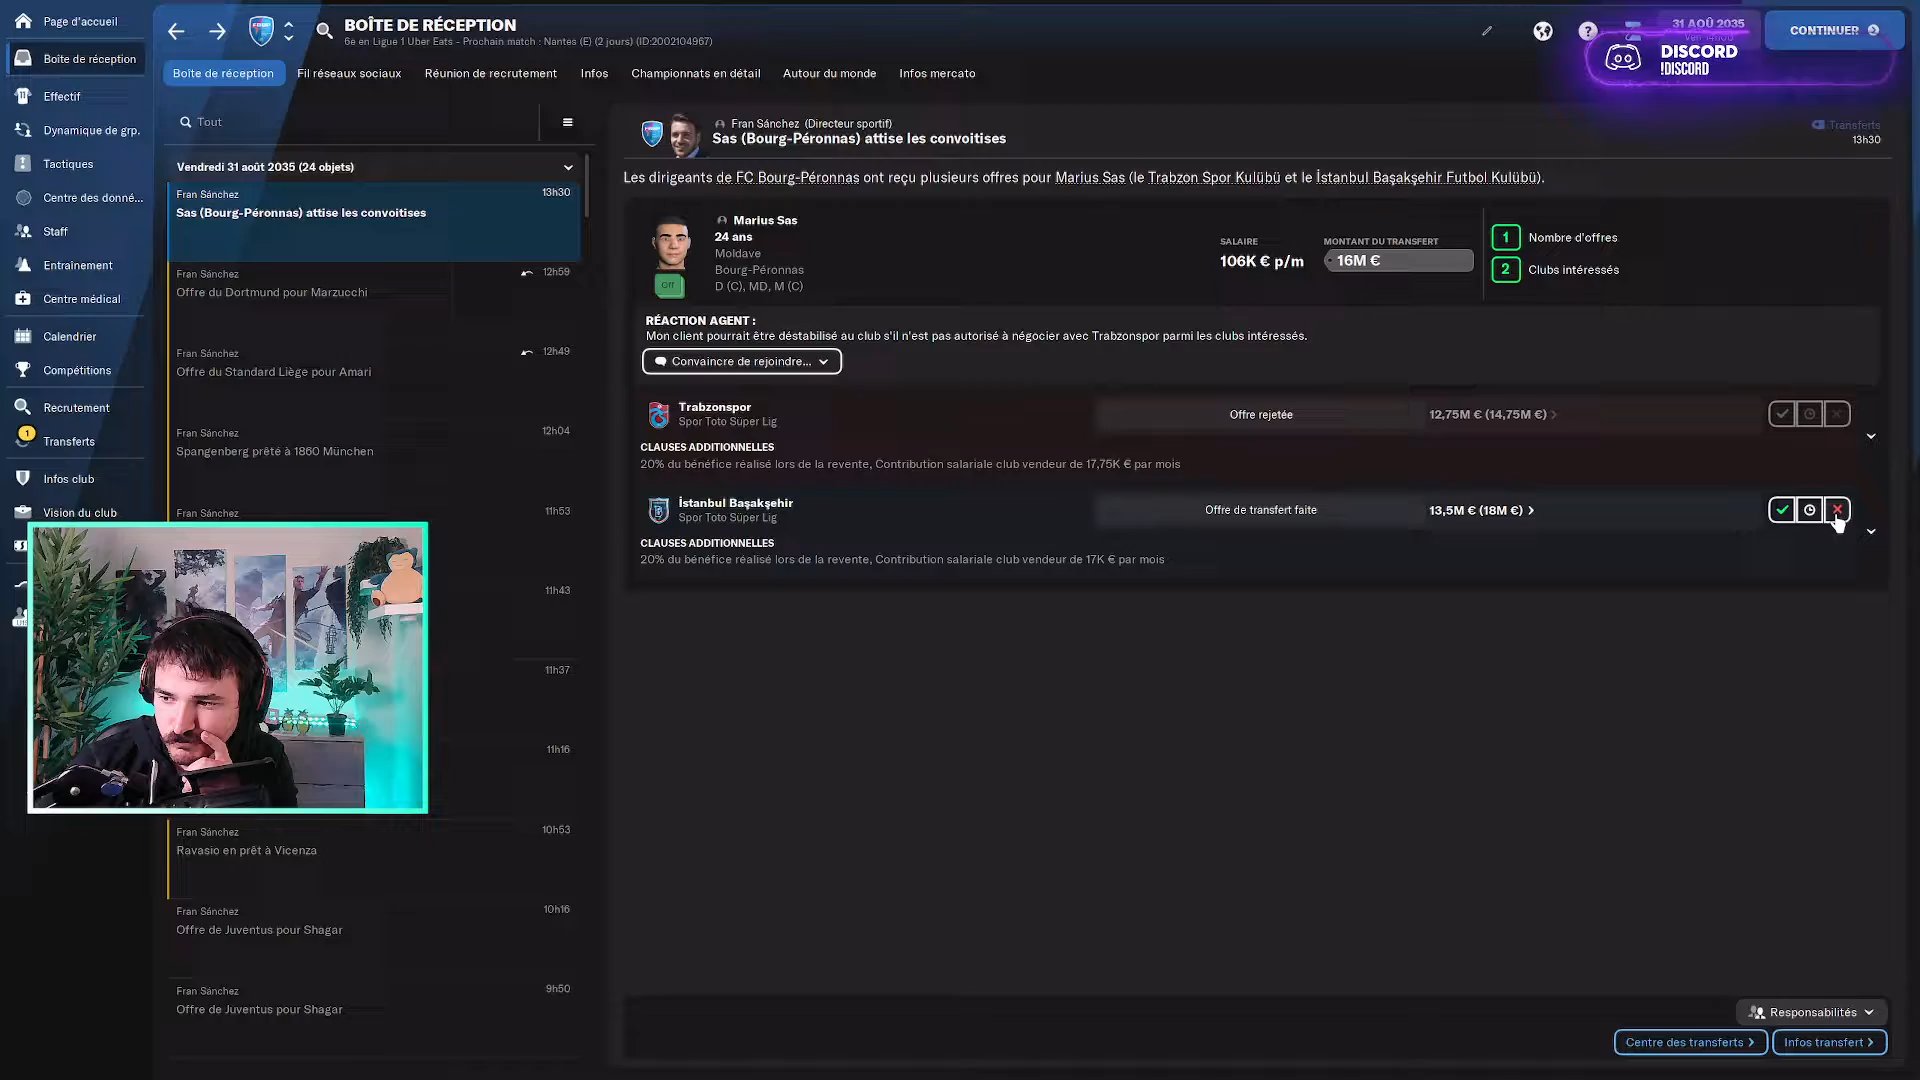 Page d'accueil
BOÎTE DE RÉCEPTION
6e en Ligue 1 Uber Eats - Prochain match : Nantes (E) (2 jours) (ID:2002104967)
31 AOÛ 2035
CONTINUER
DISCORD
!DISCORD
Boîte de réception
Boîte de réception
Fil réseaux sociaux
Réunion de recrutement
Infos
Championnats en détail
Autour du monde
Infos mercato
Effectif
Dynamique de grp.
Tactiques
Centre des donné...
Staff
Entraînement
Centre médical
Calendrier
Compétitions
Recrutement
1
Transferts
Infos club
Vision du club
Tout
Vendredi 31 août 2035 (24 objets)
Fran Sánchez
13h30
Sas (Bourg-Péronnas) attise les convoitises
Fran Sánchez
12h59
Offre du Dortmund pour Marzucchi
Fran Sánchez
12h49
Offre du Standard Liège pour Amari
Fran Sánchez
12h04
Spangenberg prêté à 1860 München
Fran Sánchez
11h53
11h43
11h37
11h16
Fran Sánchez
10h53
Ravasio en prêt à Vicenza
Fran Sánchez
10h16
Offre de Juventus pour Shagar
Fran Sánchez
9h50
Offre de Juventus pour Shagar
Fran Sánchez (Directeur sportif)
Sas (Bourg-Péronnas) attise les convoitises
Transferts
13h30
Les dirigeants de FC Bourg-Péronnas ont reçu plusieurs offres pour Marius Sas (le Trabzon Spor Kulübü et le İstanbul Başakşehir Futbol Kulübü).
Marius Sas
24 ans
Moldave
Bourg-Péronnas
D (C), MD, M (C)
Off
SALAIRE
106K € p/m
MONTANT DU TRANSFERT
16M €
1 Nombre d'offres
2 Clubs intéressés
RÉACTION AGENT :
Mon client pourrait être déstabilisé au club s'il n'est pas autorisé à négocier avec Trabzonspor parmi les clubs intéressés.
Convaincre de rejoindre...
Trabzonspor
Spor Toto Süper Lig
Offre rejetée
12,75M € (14,75M €)
CLAUSES ADDITIONNELLES
20% du bénéfice réalisé lors de la revente, Contribution salariale club vendeur de 17,75K € par mois
İstanbul Başakşehir
Spor Toto Süper Lig
Offre de transfert faite
13,5M € (18M €)
CLAUSES ADDITIONNELLES
20% du bénéfice réalisé lors de la revente, Contribution salariale club vendeur de 17K € par mois
Responsabilités
Centre des transferts
Infos transfert